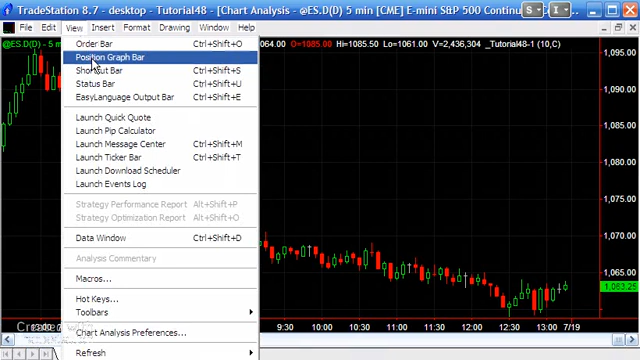 TradeStation 8.7 - desktop - Tutorial48 - [Chart Analysis - @ES.D(D) 5 min [CME] E-mini S&P 500 Contin
S
File Edit View Insert Format Drawing Window Help
@ES.D(D) 5 mi
064.00 O=1085.00 Hi=1085.50 Lo=1061.00 V=2,436,304 _Tutorial48-1 (10,C)
Order Bar Ctrl+Shift+O
Position Graph Bar
Shortcut Bar Ctrl+Shift+S
Status Bar Ctrl+Shift+U
EasyLanguage Output Bar Ctrl+Shift+E
Launch Quick Quote
Launch Pip Calculator
Launch Message Center Ctrl+Shift+M
Launch Ticker Bar Ctrl+Shift+T
Launch Download Scheduler
Launch Events Log
Strategy Performance Report Alt+Shift+P
Strategy Optimization Report Alt+Shift+O
Data Window Ctrl+Shift+D
Analysis Commentary
Macros...
Hot Keys...
Toolbars
Chart Analysis Preferences...
Refresh
1,095.00
1,090.00
1,085.00
1,080.00
1,075.00
1,070.00
1,065.00
1,063.25
1,060.00
9:30 10:00 10:30 11:00 11:30 12:00 12:30 13:00 7/19